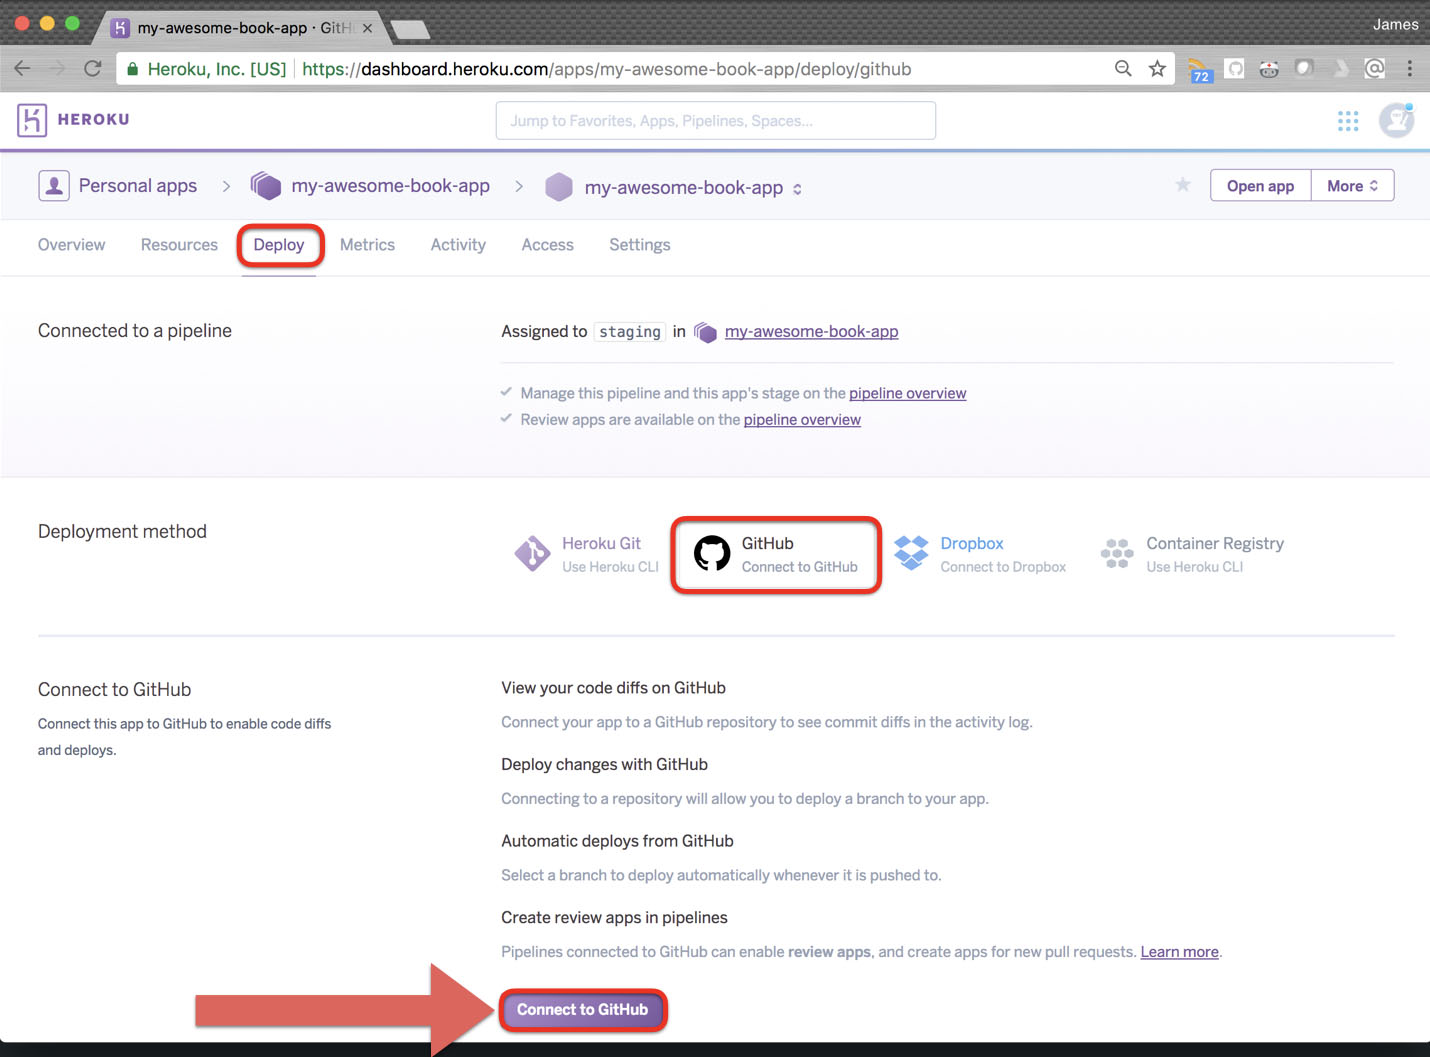 my-awesome-book-app · GitH
James
Heroku, Inc. [US] https://dashboard.heroku.com/apps/my-awesome-book-app/deploy/github
72
HEROKU
Jump to Favorites, Apps, Pipelines, Spaces...
Personal apps > my-awesome-book-app > my-awesome-book-app
Open app More
Overview Resources Deploy Metrics Activity Access Settings
Connected to a pipeline
Assigned to staging in my-awesome-book-app
Manage this pipeline and this app's stage on the pipeline overview
Review apps are available on the pipeline overview
Deployment method
Heroku Git
Use Heroku CLI
GitHub
Connect to GitHub
Dropbox
Connect to Dropbox
Container Registry
Use Heroku CLI
Connect to GitHub
Connect this app to GitHub to enable code diffs
and deploys.
View your code diffs on GitHub
Connect your app to a GitHub repository to see commit diffs in the activity log.
Deploy changes with GitHub
Connecting to a repository will allow you to deploy a branch to your app.
Automatic deploys from GitHub
Select a branch to deploy automatically whenever it is pushed to.
Create review apps in pipelines
Pipelines connected to GitHub can enable review apps, and create apps for new pull requests. Learn more.
Connect to GitHub